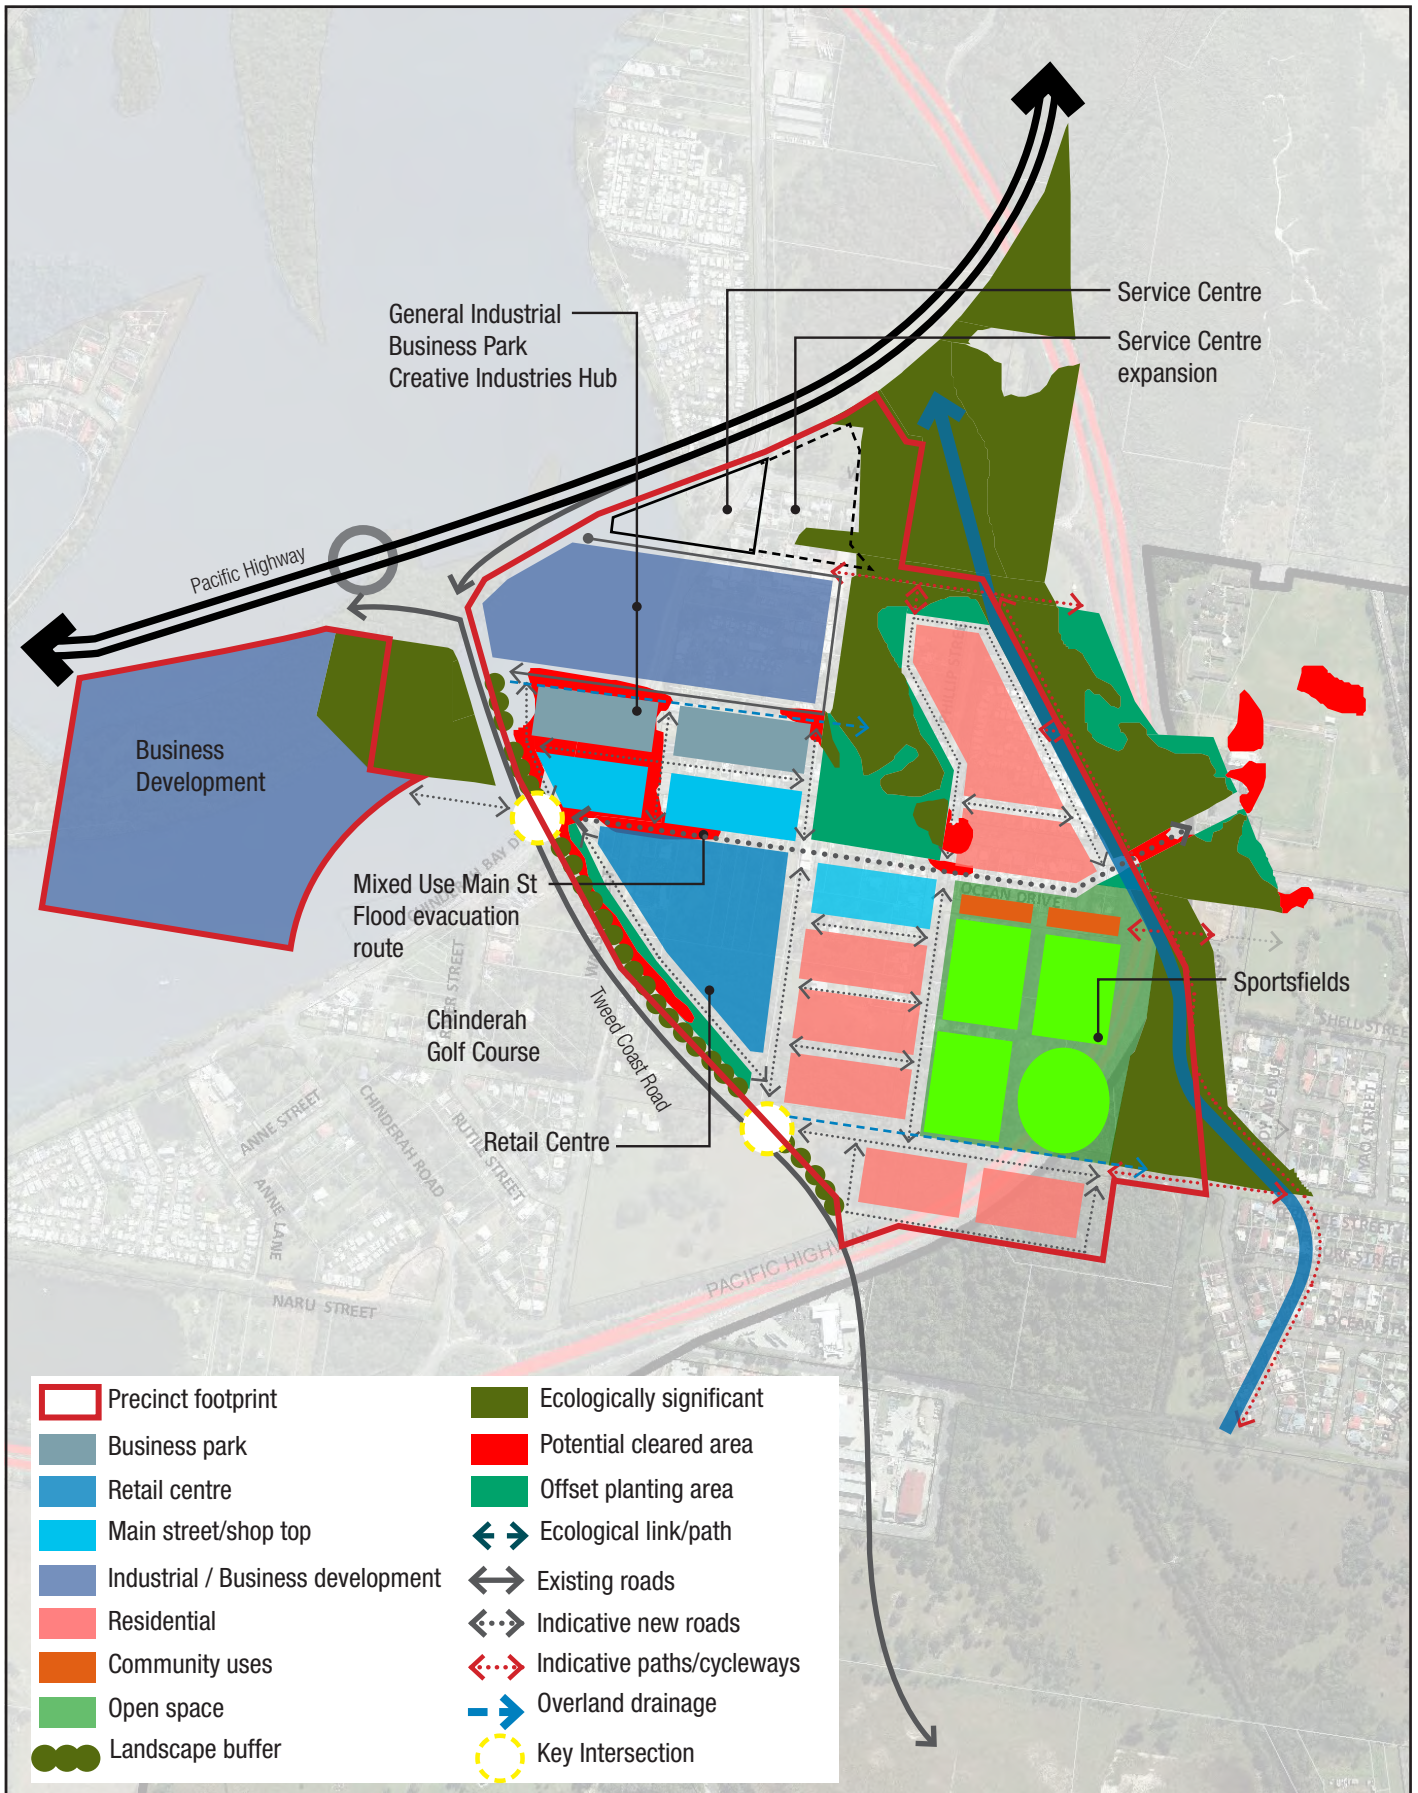 Service Centre
General Industrial
Business Park
Creative Industries Hub
Service Centre
expansion
Pacific Highway
Business
Development
Mixed Use Main St
Flood evacuation
route
CHINDERAH BAY D
OCEAN DRIVE
Sportsfields
Chinderah
Golf Course
Tweed Coast Road
Retail Centre
ANNE STREET
CHINDERAH ROAD
ANNE LANE
NARU STREET
PACIFIC HIGHWAY
YAO STREET
Precinct footprint
Business park
Retail centre
Main street/shop top
Industrial / Business development
Residential
Community uses
Open space
Landscape buffer
Ecologically significant
Potential cleared area
Offset planting area
Ecological link/path
Existing roads
Indicative new roads
Indicative paths/cycleways
Overland drainage
Key Intersection